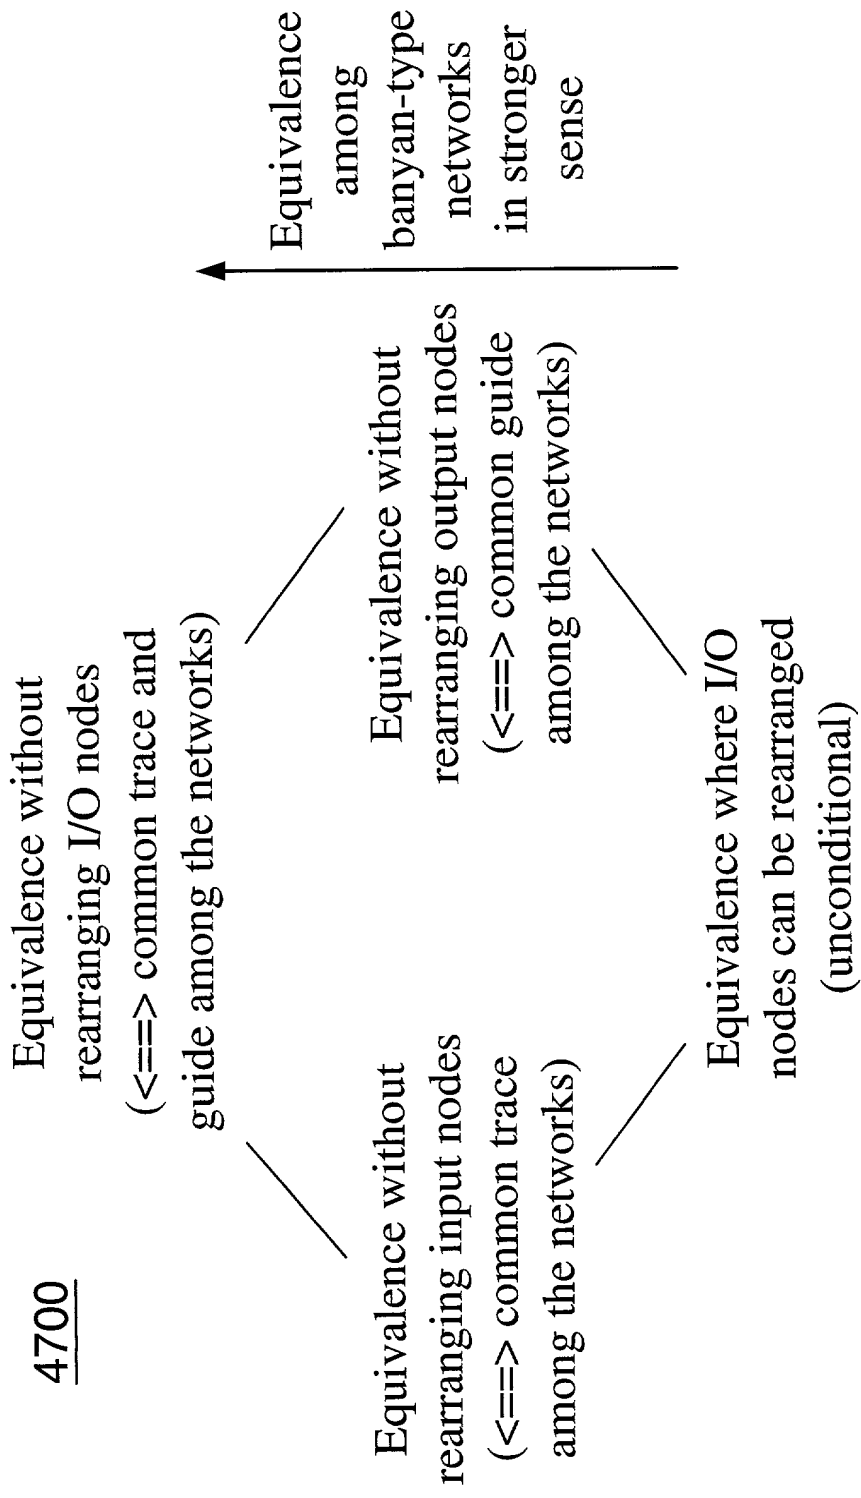 4700
Equivalence without
rearranging I/O nodes
(<==> common trace and
guide among the networks)
Equivalence without
rearranging input nodes
(<==> common trace
among the networks)
Equivalence without
rearranging output nodes
(<==> common guide
among the networks)
Equivalence where I/O
nodes can be rearranged
(unconditional)
Equivalence
among
banyan-type
networks
in stronger
sense